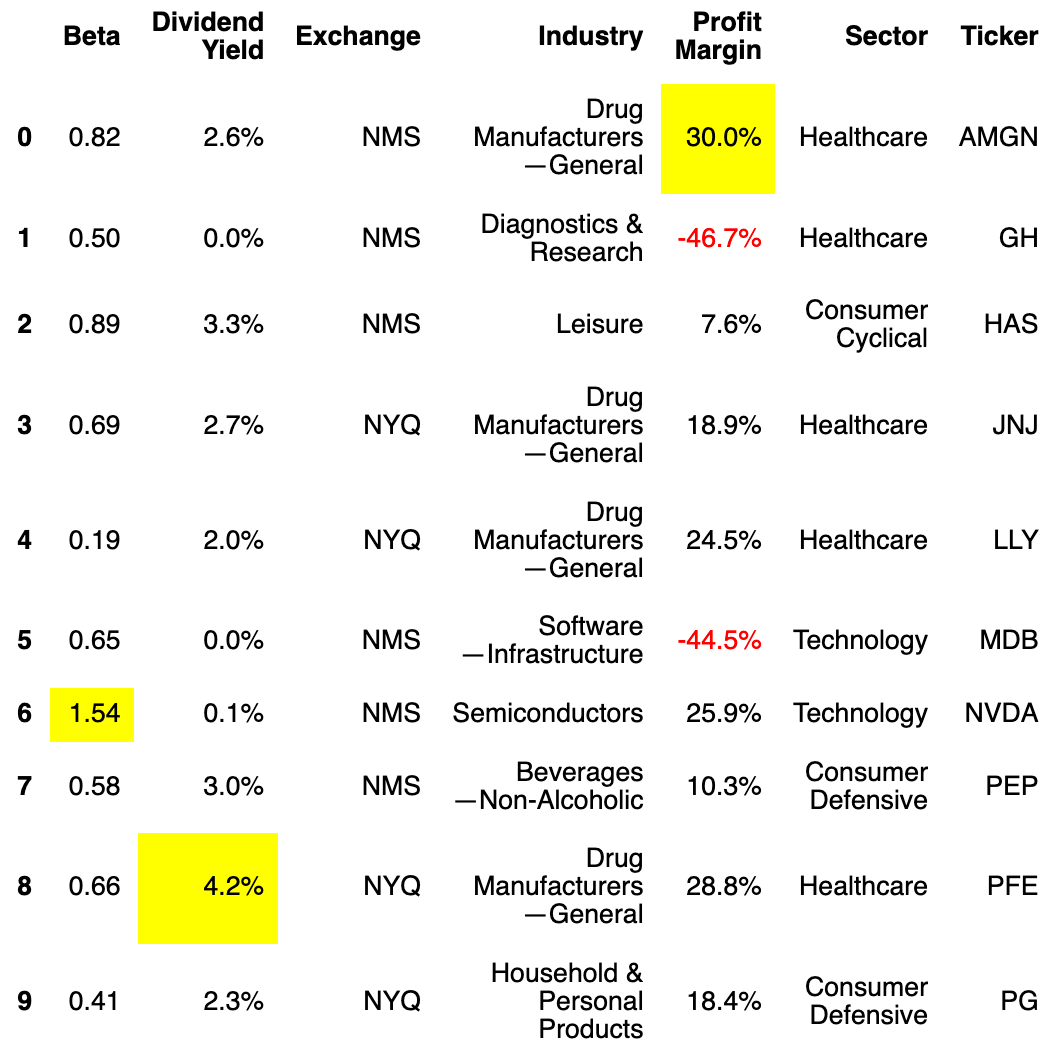 Beta Dividend Yield Exchange Industry Profit Margin Sector Ticker
0 0.82 2.6% NMS Drug Manufacturers—General 30.0% Healthcare AMGN
1 0.50 0.0% NMS Diagnostics & Research -46.7% Healthcare GH
2 0.89 3.3% NMS Leisure 7.6% Consumer Cyclical HAS
3 0.69 2.7% NYQ Drug Manufacturers—General 18.9% Healthcare JNJ
4 0.19 2.0% NYQ Drug Manufacturers—General 24.5% Healthcare LLY
5 0.65 0.0% NMS Software—Infrastructure -44.5% Technology MDB
6 1.54 0.1% NMS Semiconductors 25.9% Technology NVDA
7 0.58 3.0% NMS Beverages—Non-Alcoholic 10.3% Consumer Defensive PEP
8 0.66 4.2% NYQ Drug Manufacturers—General 28.8% Healthcare PFE
9 0.41 2.3% NYQ Household & Personal Products 18.4% Consumer Defensive PG